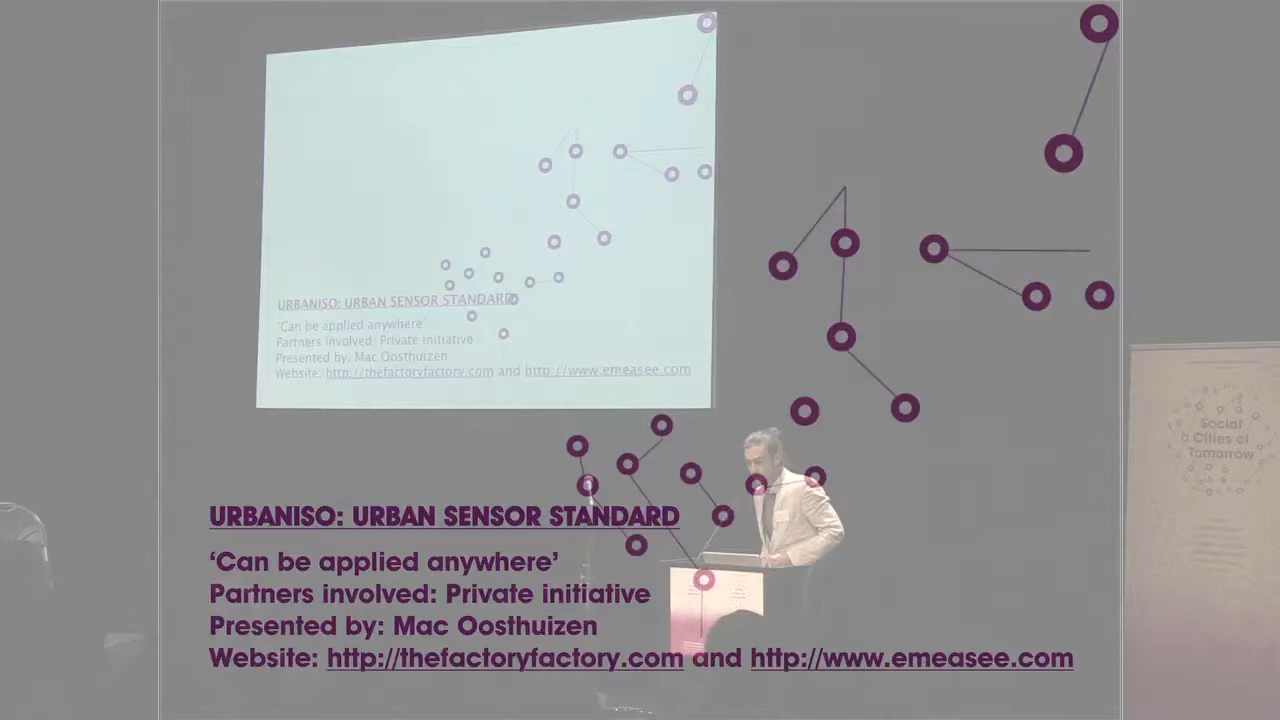 URBANISO: URBAN SENSOR STANDARD
'Can be applied anywhere'
Partners involved: Private initiative
Presented by: Mac Oosthuizen
Website: http://thefactoryfactory.com and http://www.emeasee.com
Social
Cities of
Tomorrow
URBANISO: URBAN SENSOR STANDARD
‘Can be applied anywhere’
Partners involved: Private initiative
Presented by: Mac Oosthuizen
Website: http://thefactoryfactory.com and http://www.emeasee.com